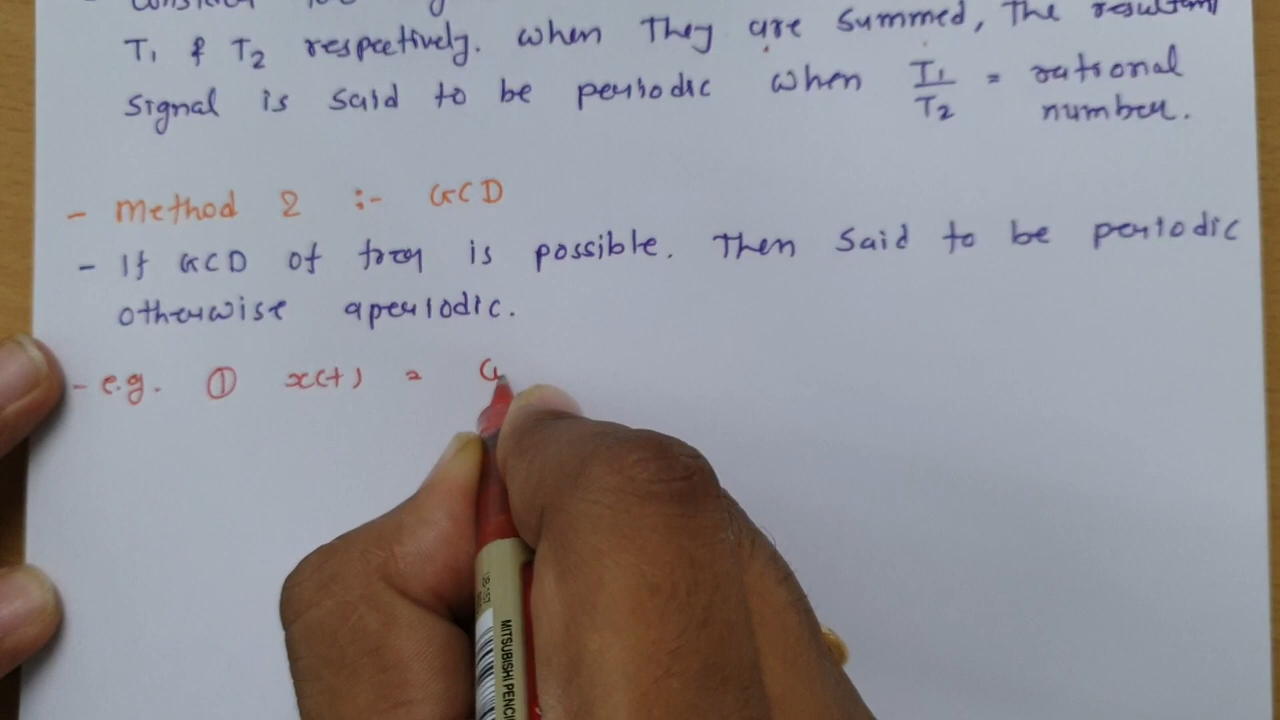 T₁ & T₂ respectively. when they are summed, the resultant
signal is said to be periodic when T₁/T₂ = rational number.
- Method 2 :- GCD
- If GCD of freq is possible. Then said to be periodic
otherwise aperiodic.
- e.g. ① x(t) =
MITSUBISHI PENCI